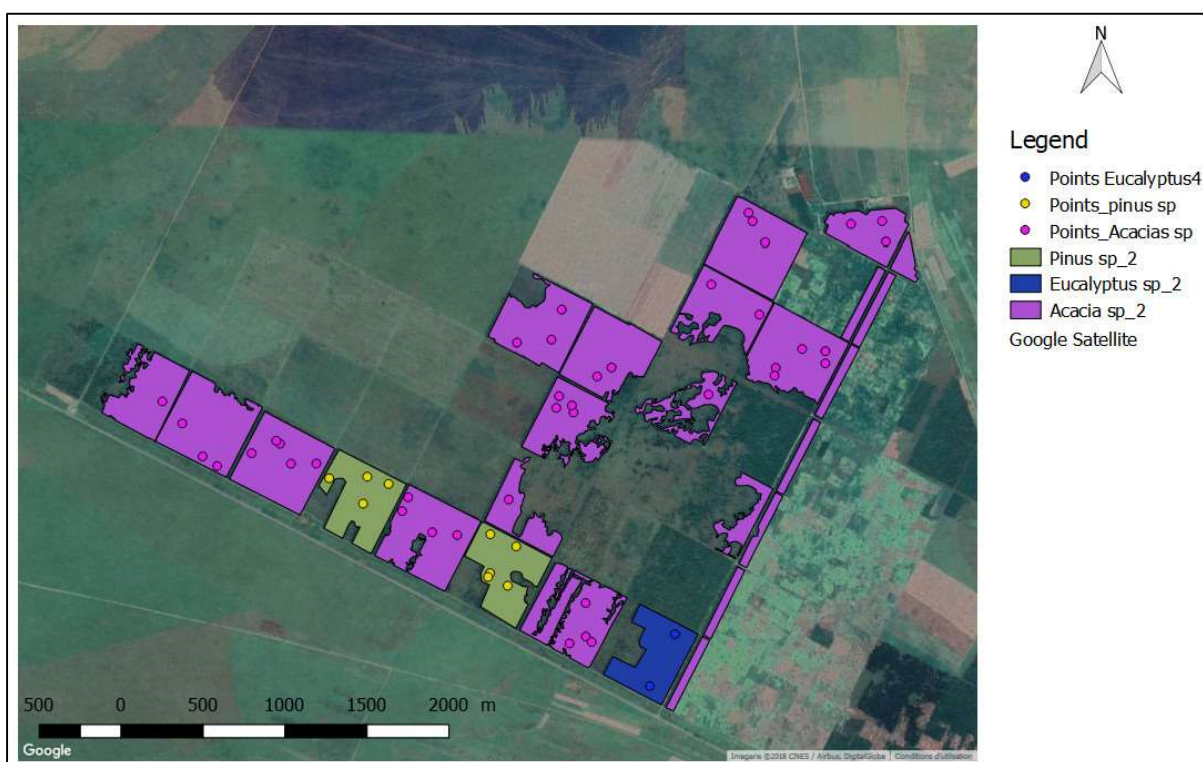 N
Legend
Points Eucalyptus4
Points_pinus sp
Points_Acacias sp
Pinus sp_2
Eucalyptus sp_2
Acacia sp_2
Google Satellite
500 0 500 1000 1500 2000 m
Google
Imagerie ©2018 CNES / Airbus, DigitalGlobe Conditions d'utilisation